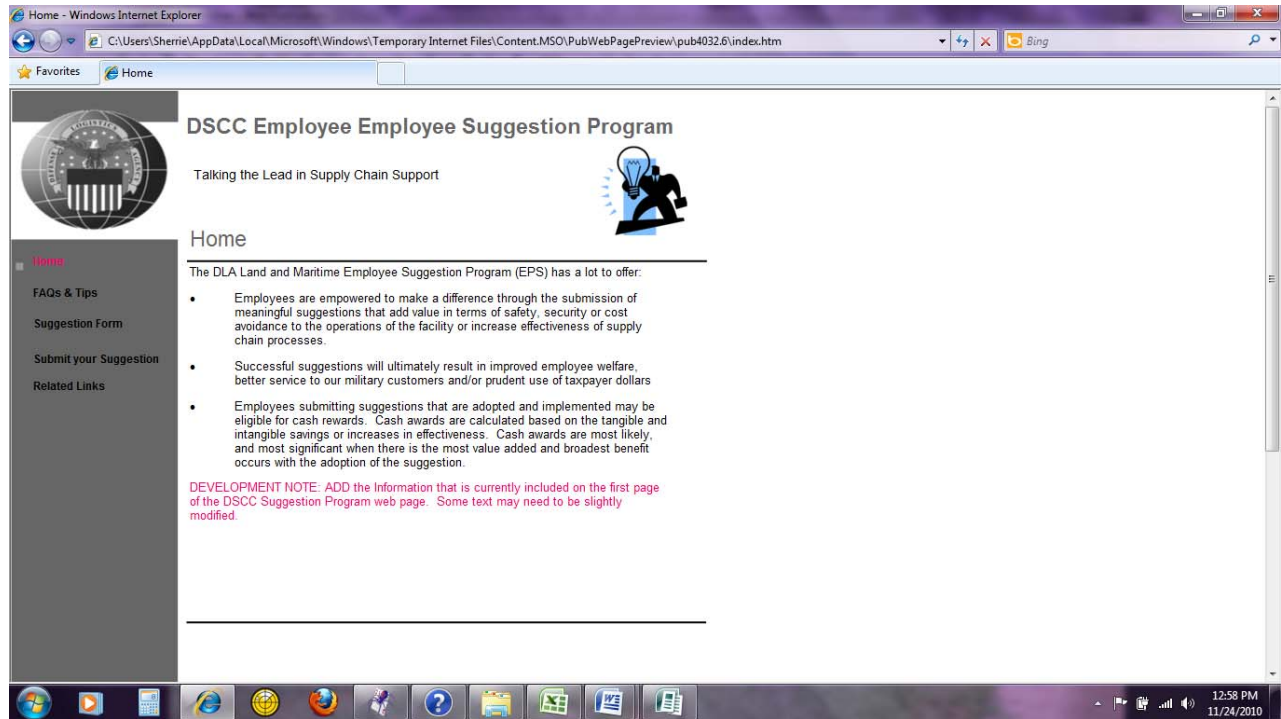 Home - Windows Internet Explorer
C:\Users\Sherrie\AppData\Local\Microsoft\Windows\Temporary Internet Files\Content.MSO\PubWebPagePreview\pub4032.6\index.htm
Bing
Favorites
Home
LOGISTICS
DSCC Employee Employee Suggestion Program
Talking the Lead in Supply Chain Support
Home
Home
FAQs & Tips
Suggestion Form
Submit your Suggestion
Related Links
The DLA Land and Maritime Employee Suggestion Program (EPS) has a lot to offer:
• Employees are empowered to make a difference through the submission of
meaningful suggestions that add value in terms of safety, security or cost
avoidance to the operations of the facility or increase effectiveness of supply
chain processes.
• Successful suggestions will ultimately result in improved employee welfare,
better service to our military customers and/or prudent use of taxpayer dollars
• Employees submitting suggestions that are adopted and implemented may be
eligible for cash rewards. Cash awards are calculated based on the tangible and
intangible savings or increases in effectiveness. Cash awards are most likely,
and most significant when there is the most value added and broadest benefit
occurs with the adoption of the suggestion.
DEVELOPMENT NOTE: ADD the Information that is currently included on the first page
of the DSCC Suggestion Program web page. Some text may need to be slightly
modified.
12:58 PM
11/24/2010